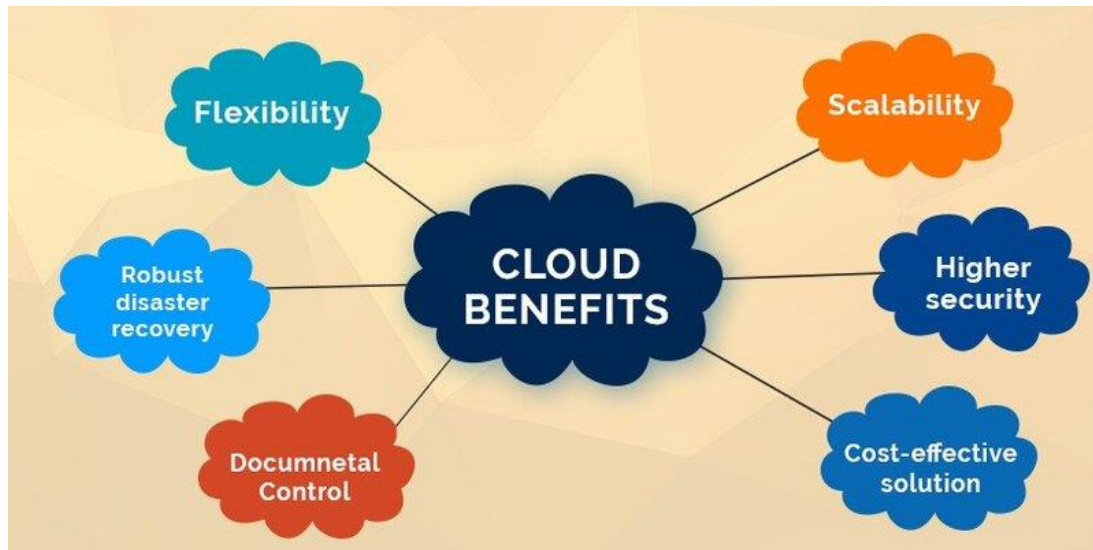 Flexibility
Scalability
CLOUD
BENEFITS
Robust
disaster
recovery
Higher
security
Documnetal
Control
Cost-effective
solution